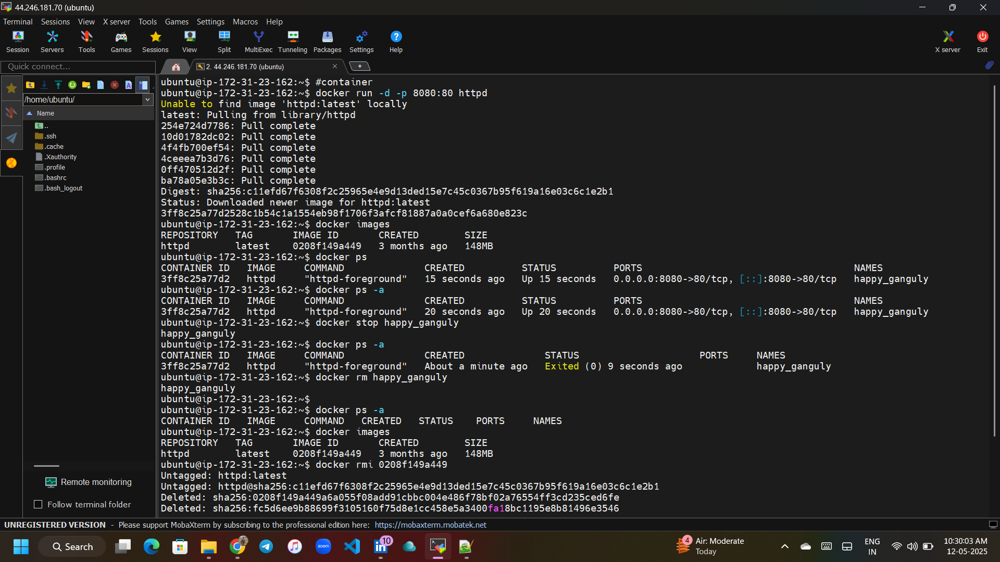 44.246.181.70 (ubuntu)
Terminal Sessions View X server Tools Games Settings Macros Help
Session Servers Tools Games Sessions View Split MultiExec Tunneling Packages Settings Help X server Exit
Quick connect...
2. 44.246.181.70 (ubuntu)
/home/ubuntu/
Name
..
.ssh
.cache
.Xauthority
.profile
.bashrc
.bash_logout
Remote monitoring
Follow terminal folder
ubuntu@ip-172-31-23-162:~$ #container
ubuntu@ip-172-31-23-162:~$ docker run -d -p 8080:80 httpd
Unable to find image 'httpd:latest' locally
latest: Pulling from library/httpd
254e724d7786: Pull complete
10d01782dc02: Pull complete
4f4fb700ef54: Pull complete
4ceeea7b3d76: Pull complete
0ff470512d2f: Pull complete
ba78a05e3b3c: Pull complete
Digest: sha256:c11efd67f6308f2c25965e4e9d13ded15e7c45c0367b95f619a16e03c6c1e2b1
Status: Downloaded newer image for httpd:latest
3ff8c25a77d2528c1b54c1a1554eb98f1706f3afcf81887a0a0cef6a680e823c
ubuntu@ip-172-31-23-162:~$ docker images
REPOSITORY TAG IMAGE ID CREATED SIZE
httpd latest 0208f149a449 3 months ago 148MB
ubuntu@ip-172-31-23-162:~$ docker ps
CONTAINER ID IMAGE COMMAND CREATED STATUS PORTS NAMES
3ff8c25a77d2 httpd "httpd-foreground" 15 seconds ago Up 15 seconds 0.0.0.0:8080->80/tcp, [::]:8080->80/tcp happy_ganguly
ubuntu@ip-172-31-23-162:~$ docker ps -a
CONTAINER ID IMAGE COMMAND CREATED STATUS PORTS NAMES
3ff8c25a77d2 httpd "httpd-foreground" 20 seconds ago Up 20 seconds 0.0.0.0:8080->80/tcp, [::]:8080->80/tcp happy_ganguly
ubuntu@ip-172-31-23-162:~$ docker stop happy_ganguly
happy_ganguly
ubuntu@ip-172-31-23-162:~$ docker ps -a
CONTAINER ID IMAGE COMMAND CREATED STATUS PORTS NAMES
3ff8c25a77d2 httpd "httpd-foreground" About a minute ago Exited (0) 9 seconds ago happy_ganguly
ubuntu@ip-172-31-23-162:~$ docker rm happy_ganguly
happy_ganguly
ubuntu@ip-172-31-23-162:~$
ubuntu@ip-172-31-23-162:~$ docker ps -a
CONTAINER ID IMAGE COMMAND CREATED STATUS PORTS NAMES
ubuntu@ip-172-31-23-162:~$ docker images
REPOSITORY TAG IMAGE ID CREATED SIZE
httpd latest 0208f149a449 3 months ago 148MB
ubuntu@ip-172-31-23-162:~$ docker rmi 0208f149a449
Untagged: httpd:latest
Untagged: httpd@sha256:c11efd67f6308f2c25965e4e9d13ded15e7c45c0367b95f619a16e03c6c1e2b1
Deleted: sha256:0208f149a449a6a055f08add91cbbc004e486f78bf02a76554ff3cd235ced6fe
Deleted: sha256:fc5d6ee9b88699f3105160f75d8e1cc458e5a3400fa18bc1195e8b81496e3546
UNREGISTERED VERSION - Please support MobaXterm by subscribing to the professional edition here: https://mobaxterm.mobatek.net
Search
zoom
10
4
Air: Moderate
Today
ENG
IN
10:30:03 AM
12-05-2025